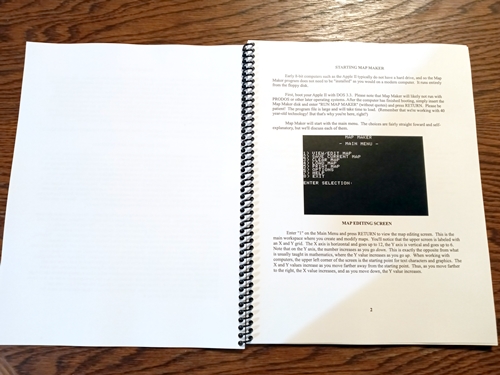 STARTING MAP MAKER
Early 8-bit computers such as the Apple II typically do not have a hard drive, and so the Map
Maker program does not need to be "installed" as you would on a modern computer. It runs entirely
from the floppy disk.
First, boot your Apple II with DOS 3.3. Please note that Map Maker will likely not run with
PRODOS or other later operating systems. After the computer has finished booting, simply insert the
Map Maker disk and enter "RUN MAP MAKER" (without quotes) and press RETURN. Please be
patient! The program file is large and will take time to load. (Remember that we're working with 40
year-old technology! But that's why you're here, right?)
Map Maker will start with the main menu. The choices are fairly straight foward and self-
explanatory, but we'll discuss each of them:
MAP MAKER
- MAIN MENU -
1> VIEW/EDIT MAP
2> SAVE CURRENT MAP
3> CLEAR MAP
4> LOAD MAP
5> PRINT MAP
6> OPTIONS
7> HELP
8> EXIT
ENTER SELECTION:
MAP EDITING SCREEN
Enter "1" on the Main Menu and press RETURN to view the map editing screen. This is the
main workspace where you create and modify maps. You'll notice that the upper screen is labeled with
an X and Y grid. The X axis is horizontal and goes up to 12, the Y axis is vertical and goes up to 6.
Note that on the Y axis, the number increases as you go down. This is exactly the opposite from what
is usually taught in mathematics, where the Y value increases as you go up. When working with
computers, the upper left corner of the screen is the starting point for text characters and graphics. The
X and Y values increase as you move farther away from the starting point. Thus, as you move farther
to the right, the X value increases, and as you move down, the Y value increases.
2